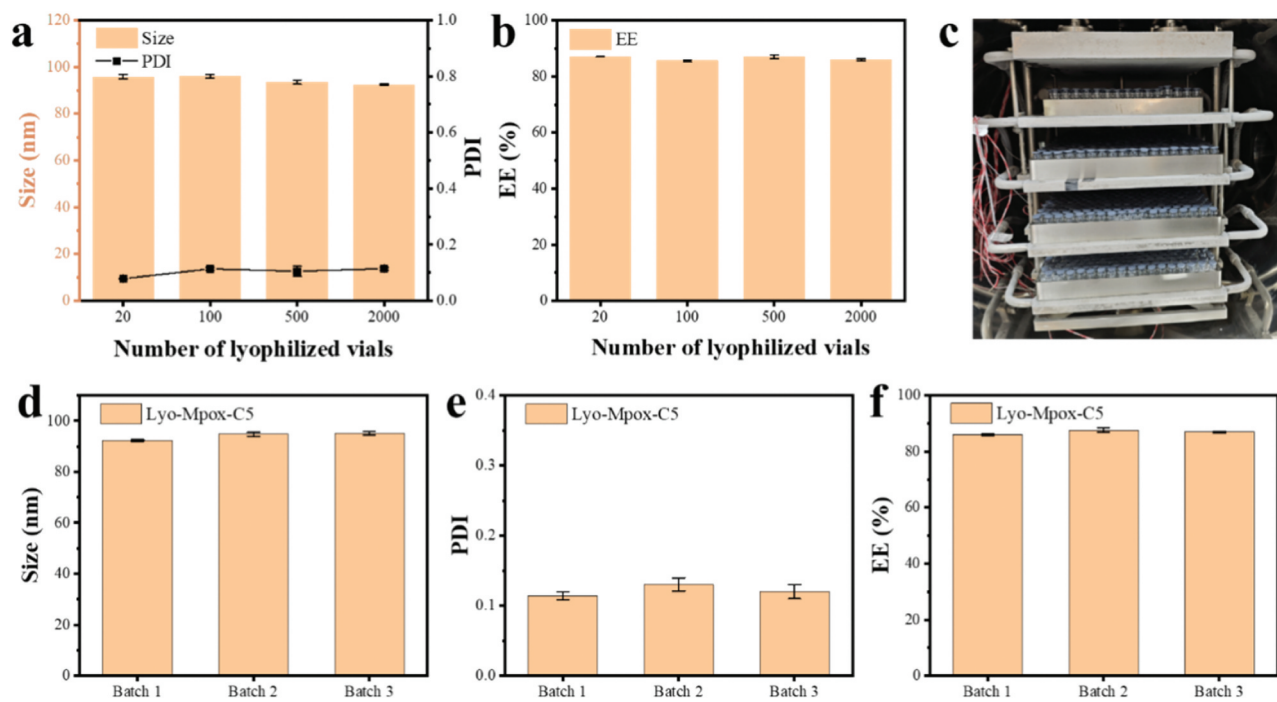 a
120
100
80
60
40
20
0
Size (nm)
Size
PDI
1.0
0.8
0.6
0.4
0.2
0.0
PDI
20
100
500
2000
Number of lyophilized vials
b
100
80
60
40
20
0
EE (%)
EE
20
100
500
2000
Number of lyophilized vials
c
d
100
80
60
40
20
0
Size (nm)
Lyo-Mpox-C5
Batch 1
Batch 2
Batch 3
e
0.4
0.3
0.2
0.1
0.0
PDI
Lyo-Mpox-C5
Batch 1
Batch 2
Batch 3
f
100
80
60
40
20
0
EE (%)
Lyo-Mpox-C5
Batch 1
Batch 2
Batch 3